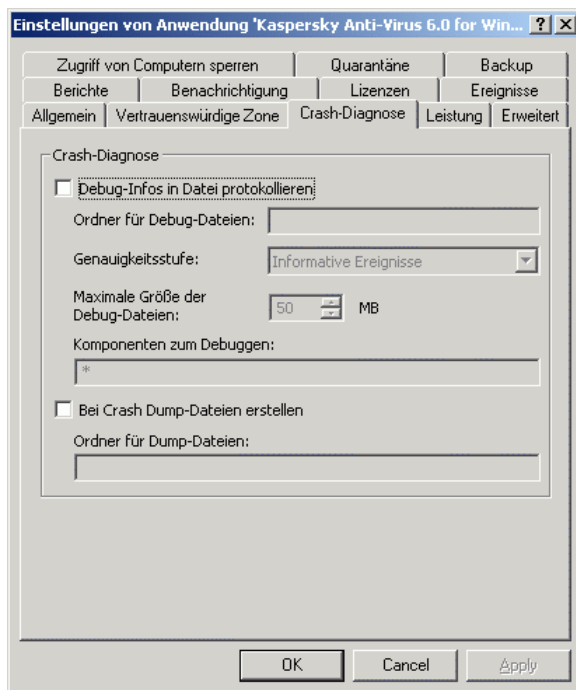 Einstellungen von Anwendung 'Kaspersky Anti-Virus 6.0 for Win...
Zugriff von Computern sperren Quarantäne Backup
Berichte Benachrichtigung Lizenzen Ereignisse
Allgemein Vertrauenswürdige Zone Crash-Diagnose Leistung Erweitert
Crash-Diagnose
Debug-Infos in Datei protokollieren
Ordner für Debug-Dateien:
Genauigkeitsstufe: Informative Ereignisse
Maximale Größe der
Debug-Dateien: 50 MB
Komponenten zum Debuggen:
*
Bei Crash Dump-Dateien erstellen
Ordner für Dump-Dateien:
OK Cancel Apply